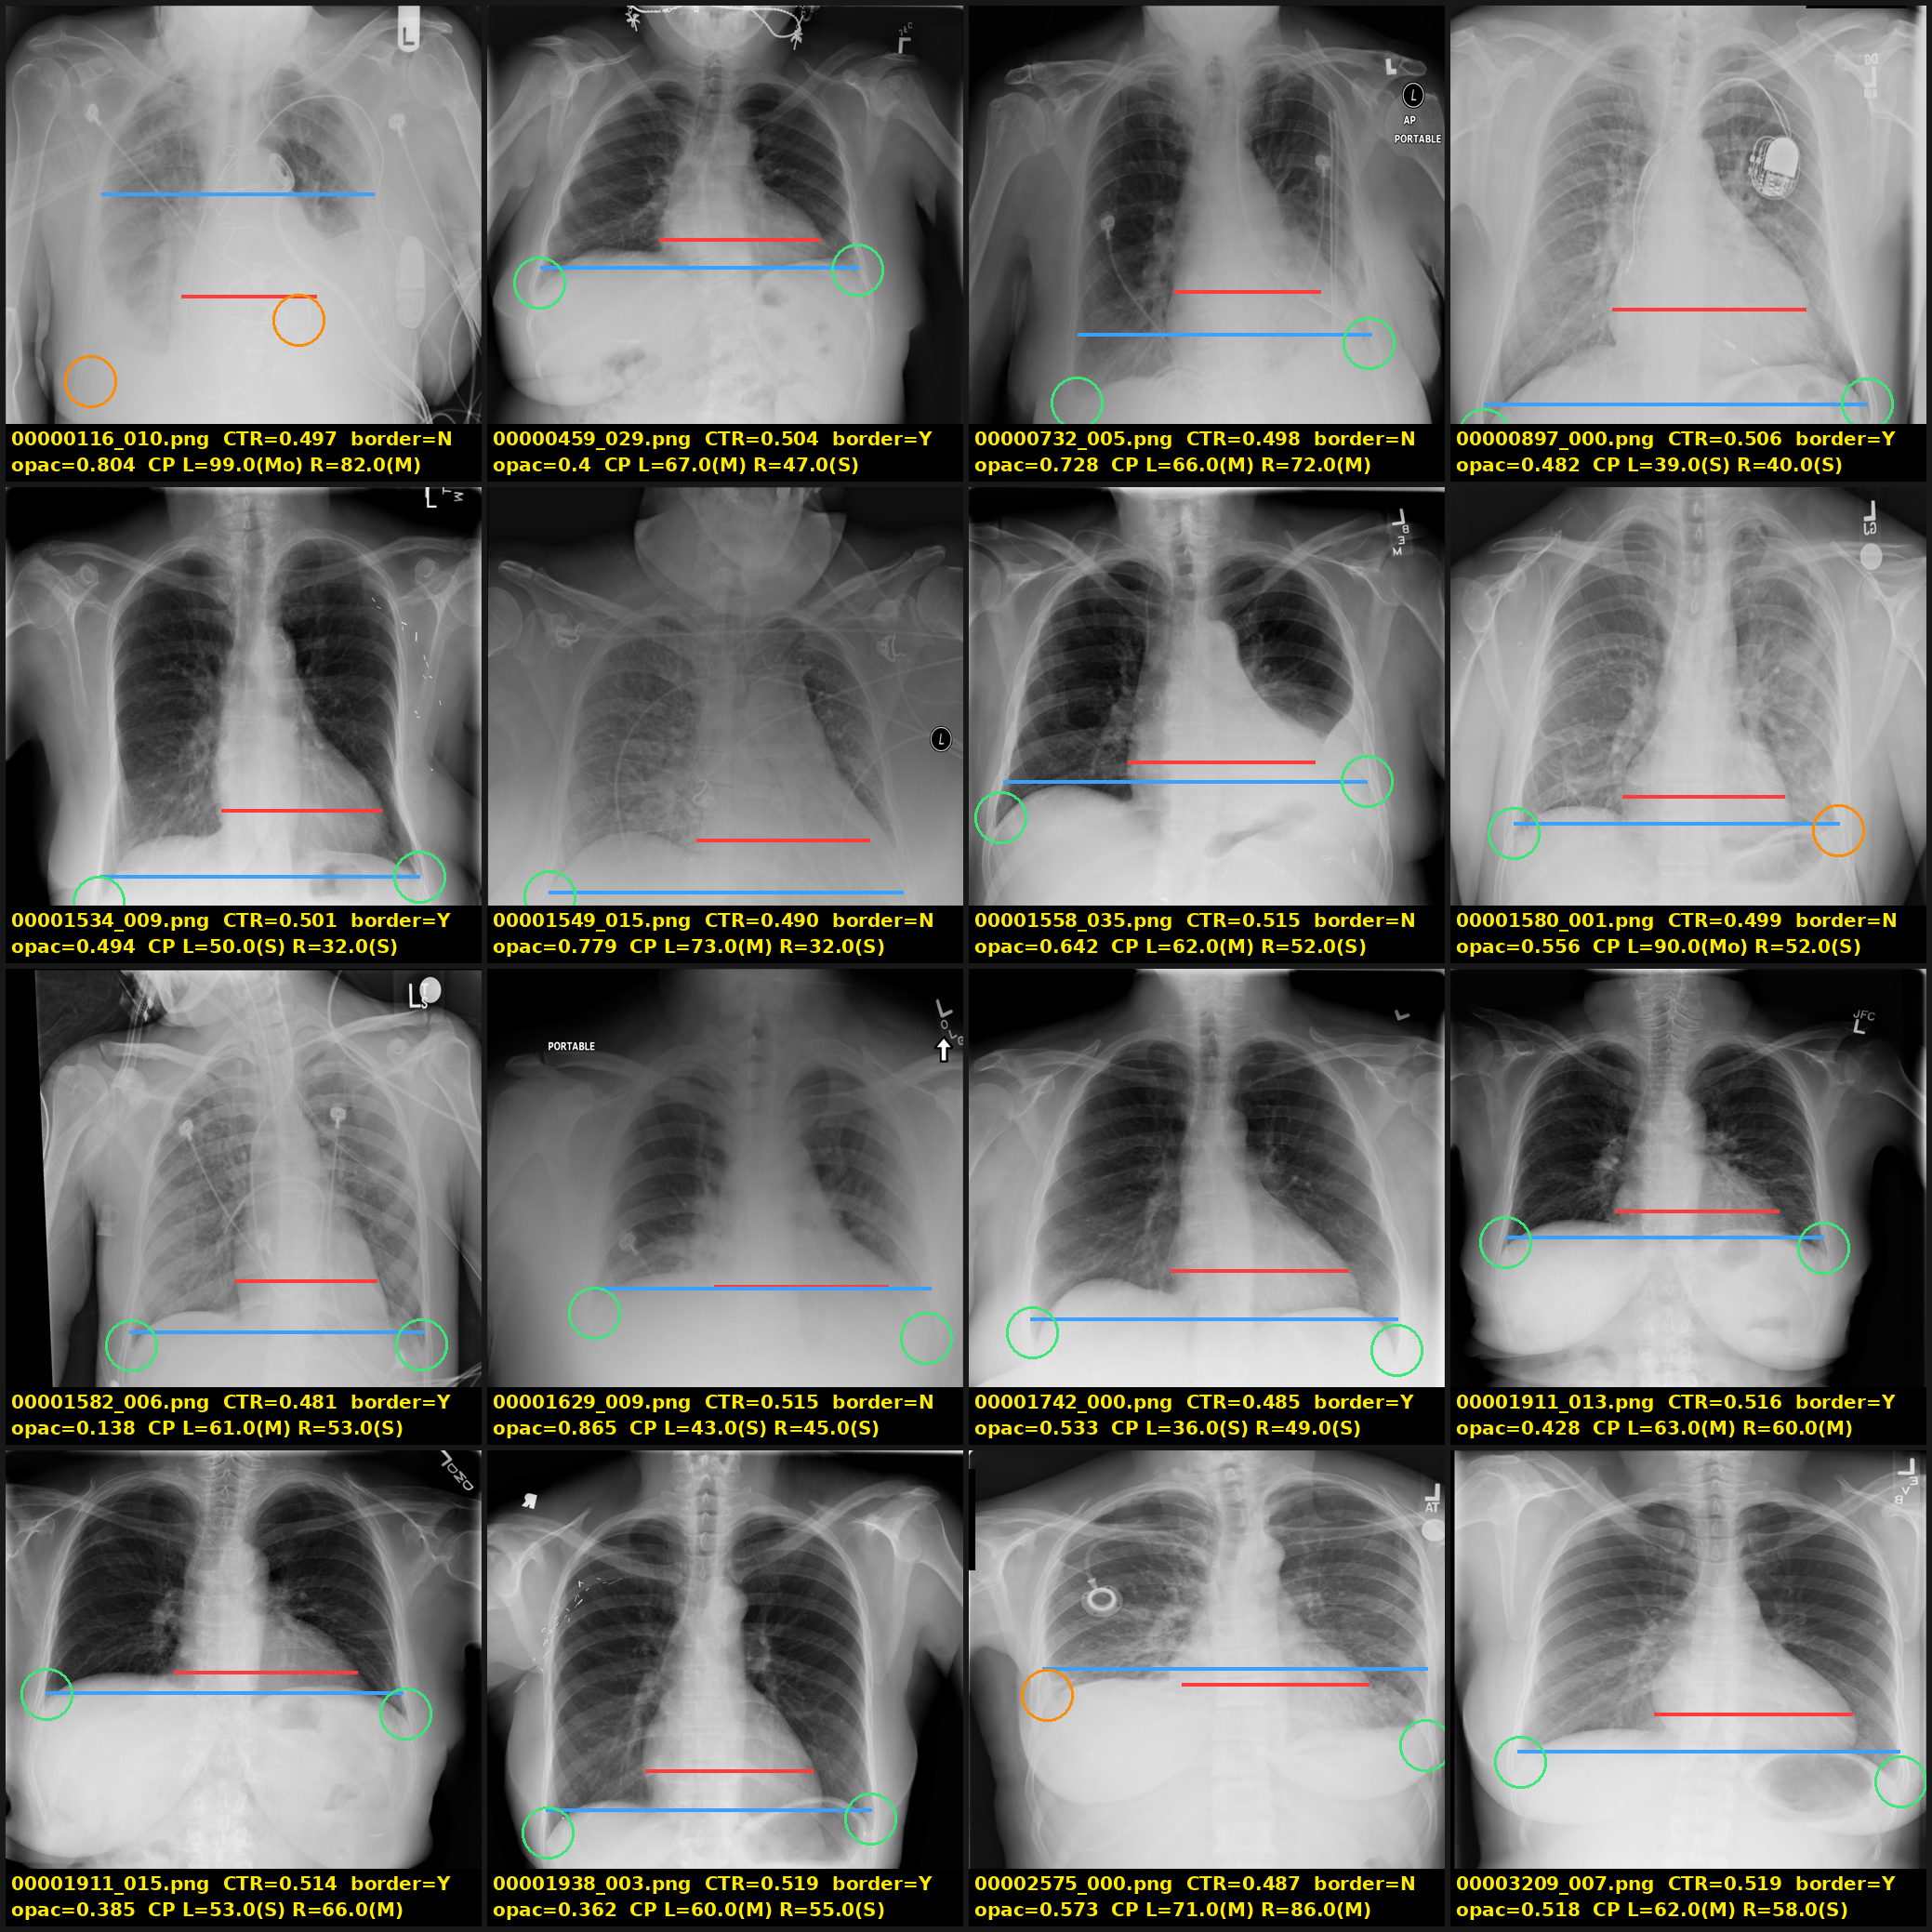 L
L
L
L
AP
PORTABLE
00000116_010.png CTR=0.497 border=N
opac=0.804 CP L=99.0(Mo) R=82.0(M)
00000459_029.png CTR=0.504 border=Y
opac=0.4 CP L=67.0(M) R=47.0(S)
00000732_005.png CTR=0.498 border=N
opac=0.728 CP L=66.0(M) R=72.0(M)
00000897_000.png CTR=0.506 border=Y
opac=0.482 CP L=39.0(S) R=40.0(S)
L
L
L
BEM
L
00001534_009.png CTR=0.501 border=Y
opac=0.494 CP L=50.0(S) R=32.0(S)
00001549_015.png CTR=0.490 border=N
opac=0.779 CP L=73.0(M) R=32.0(S)
00001558_035.png CTR=0.515 border=N
opac=0.642 CP L=62.0(M) R=52.0(S)
00001580_001.png CTR=0.499 border=N
opac=0.556 CP L=90.0(Mo) R=52.0(S)
L
PORTABLE
L
L
JFC
L
00001582_006.png CTR=0.481 border=Y
opac=0.138 CP L=61.0(M) R=53.0(S)
00001629_009.png CTR=0.515 border=N
opac=0.865 CP L=43.0(S) R=45.0(S)
00001742_000.png CTR=0.485 border=Y
opac=0.533 CP L=36.0(S) R=49.0(S)
00001911_013.png CTR=0.516 border=Y
opac=0.428 CP L=63.0(M) R=60.0(M)
R
L
AT
L
00001911_015.png CTR=0.514 border=Y
opac=0.385 CP L=53.0(S) R=66.0(M)
00001938_003.png CTR=0.519 border=Y
opac=0.362 CP L=60.0(M) R=55.0(S)
00002575_000.png CTR=0.487 border=N
opac=0.573 CP L=71.0(M) R=86.0(M)
00003209_007.png CTR=0.519 border=Y
opac=0.518 CP L=62.0(M) R=58.0(S)